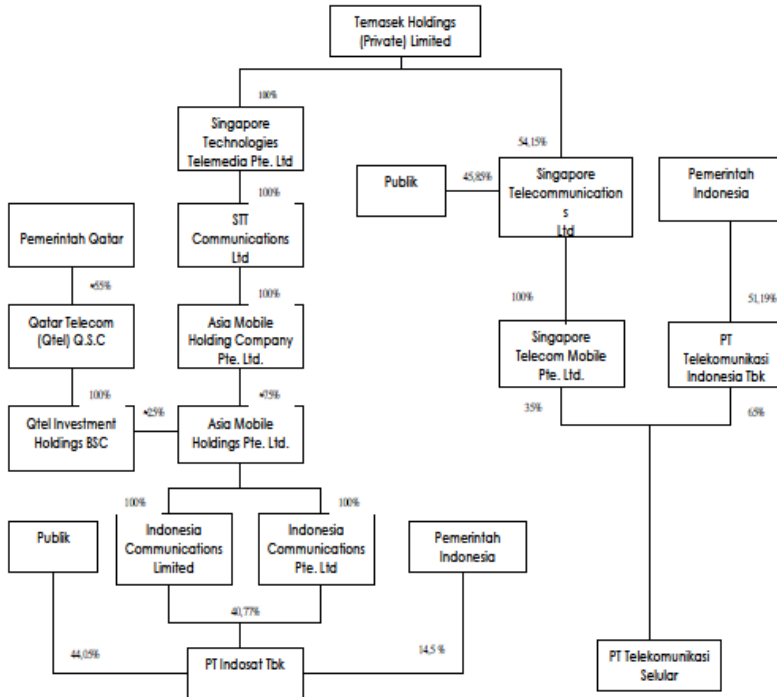 Temasek Holdings
(Private) Limited
100%
54,15%
Singapore
Technologies
Telemedia Pte. Ltd
Publik
45,85%
Singapore
Telecommunication
s
Ltd
Pemerintah
Indonesia
100%
Pemerintah Qatar
STT
Communications
Ltd
*55%
100%
100%
51,19%
Qatar Telecom
(Qtel) Q.S.C
Asia Mobile
Holding Company
Pte. Ltd.
Singapore
Telecom Mobile
Pte. Ltd.
PT
Telekomunikasi
Indonesia Tbk
100%
*75%
35%
65%
Qtel Investment
Holdings BSC
*25%
Asia Mobile
Holdings Pte. Ltd.
100%
100%
Publik
Indonesia
Communications
Limited
Indonesia
Communications
Pte. Ltd
Pemerintah
Indonesia
40,77%
44,05%
14,5 %
PT Indosat Tbk
PT Telekomunikasi
Selular